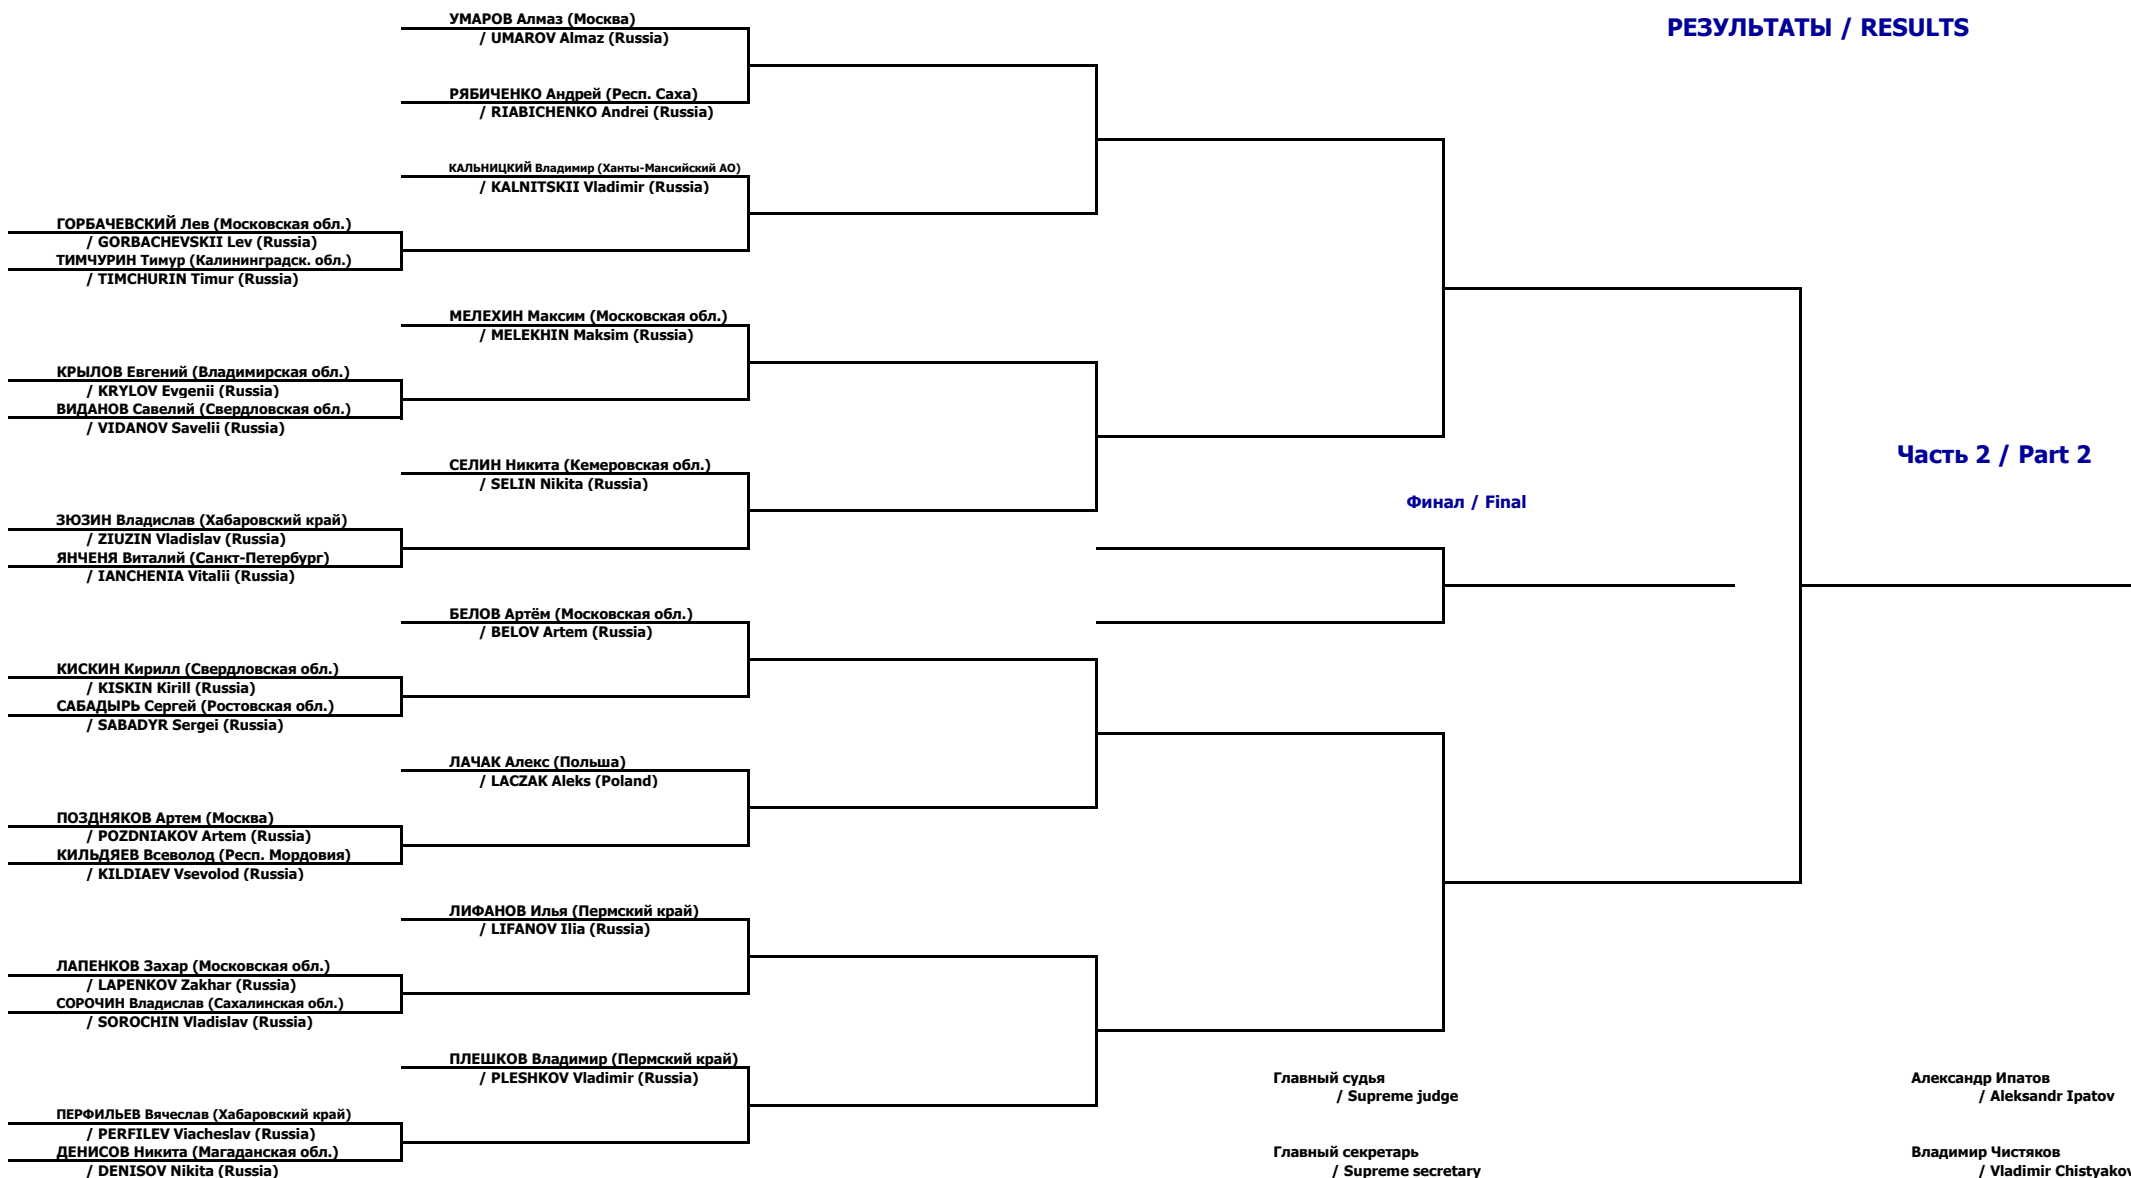 РЕЗУЛЬТАТЫ / RESULTS
УМАРОВ Алмаз (Москва)
/ UMAROV Almaz (Russia)
РЯБИЧЕНКО Андрей (Респ. Саха)
/ RIABICHENKO Andrei (Russia)
КАЛЬНИЦКИЙ Владимир (Ханты-Мансийский АО)
/ KALNITSKII Vladimir (Russia)
ГОРБАЧЕВСКИЙ Лев (Московская обл.)
/ GORBACHEVSKII Lev (Russia)
ТИМЧУРИН Тимур (Калининградск. обл.)
/ TIMCHURIN Timur (Russia)
МЕЛЕХИН Максим (Московская обл.)
/ MELEKHIN Maksim (Russia)
КРЫЛОВ Евгений (Владимирская обл.)
/ KRYLOV Evgenii (Russia)
ВИДАНОВ Савелий (Свердловская обл.)
/ VIDANOV Savelii (Russia)
Часть 2 / Part 2
СЕЛИН Никита (Кемеровская обл.)
/ SELIN Nikita (Russia)
Финал / Final
ЗЮЗИН Владислав (Хабаровский край)
/ ZIUZIN Vladislav (Russia)
ЯНЧЕНЯ Виталий (Санкт-Петербург)
/ IANCHENIA Vitalii (Russia)
БЕЛОВ Артём (Московская обл.)
/ BELOV Artem (Russia)
КИСКИН Кирилл (Свердловская обл.)
/ KISKIN Kirill (Russia)
САБАДЫРЬ Сергей (Ростовская обл.)
/ SABADYR Sergei (Russia)
ЛАЧАК Алекс (Польша)
/ LACZAK Aleks (Poland)
ПОЗДНЯКОВ Артем (Москва)
/ POZDNIAKOV Artem (Russia)
КИЛЬДЯЕВ Всеволод (Респ. Мордовия)
/ KILDIAEV Vsevolod (Russia)
ЛИФАНОВ Илья (Пермский край)
/ LIFANOV Ilia (Russia)
ЛАПЕНКОВ Захар (Московская обл.)
/ LAPENKOV Zakhar (Russia)
СОРОЧИН Владислав (Сахалинская обл.)
/ SOROCHIN Vladislav (Russia)
ПЛЕШКОВ Владимир (Пермский край)
/ PLESHKOV Vladimir (Russia)
Главный судья
/ Supreme judge
Александр Ипатов
/ Aleksandr Ipatov
ПЕРФИЛЬЕВ Вячеслав (Хабаровский край)
/ PERFILEV Viacheslav (Russia)
ДЕНИСОВ Никита (Магаданская обл.)
/ DENISOV Nikita (Russia)
Главный секретарь
/ Supreme secretary
Владимир Чистяков
/ Vladimir Chistyakov